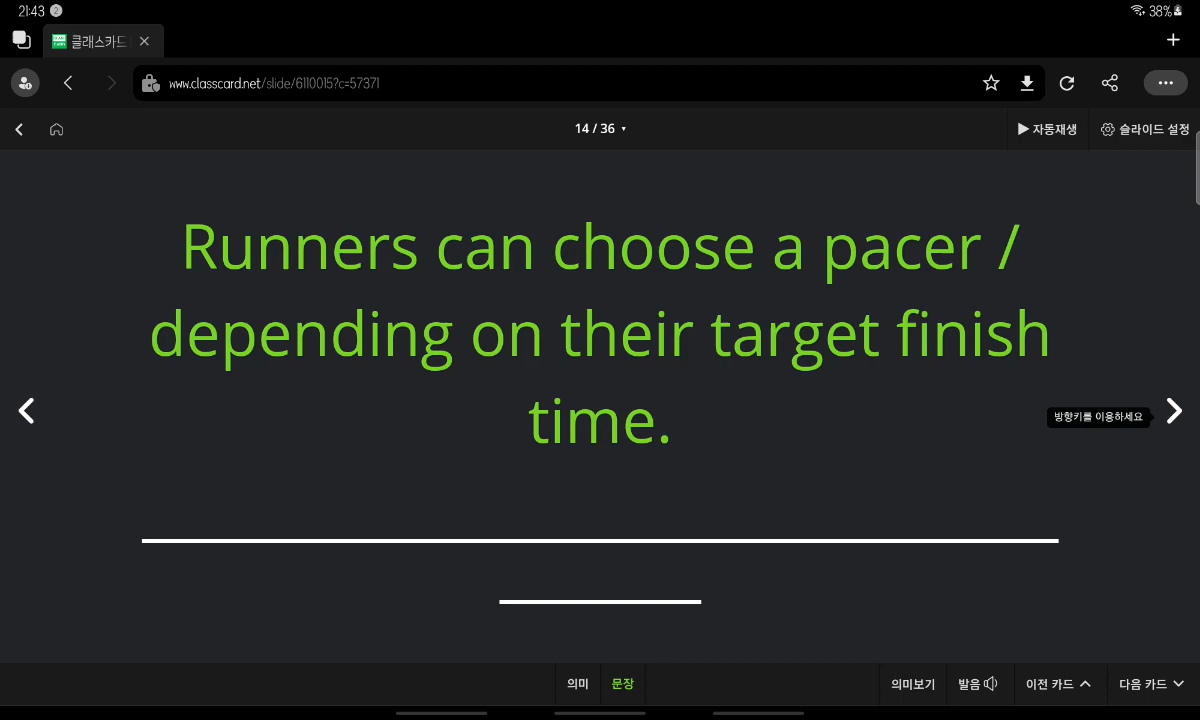 21:43 2
38%
클래스카드
www.classcard.net/slide/6110015?c=57371
14 / 36
자동재생
슬라이드 설정
Runners can choose a pacer /
depending on their target finish
time.
방향키를 이용하세요
의미
문장
의미보기
발음
이전 카드
다음 카드